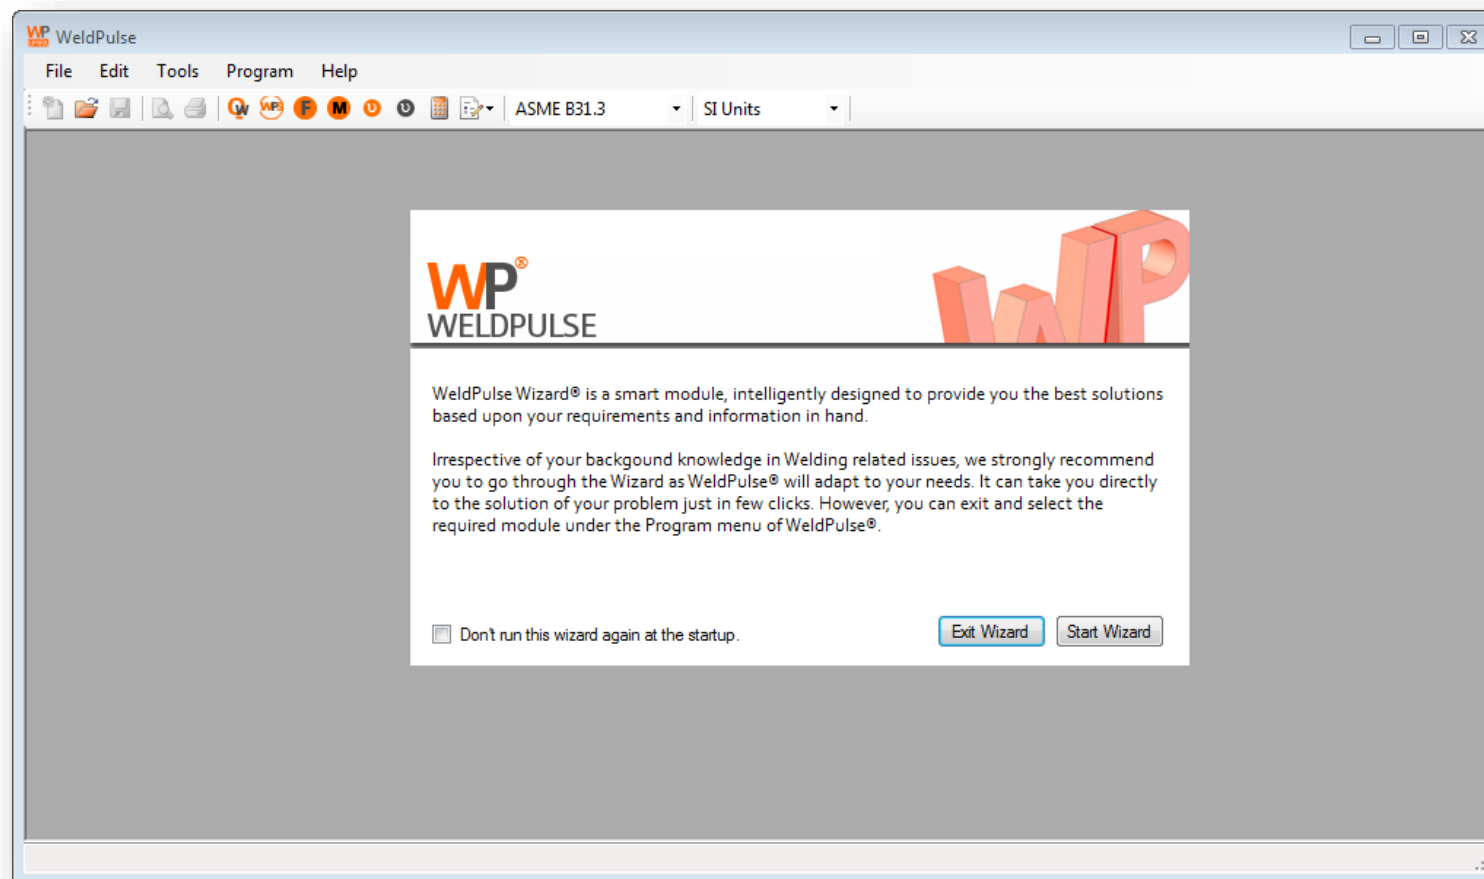 WP WeldPulse
File Edit Tools Program Help
QW WPS F M ASME B31.3 SI Units
WP®
WELDPULSE
WIP
WeldPulse Wizard® is a smart module, intelligently designed to provide you the best solutions
based upon your requirements and information in hand.
Irrespective of your backgound knowledge in Welding related issues, we strongly recommend
you to go through the Wizard as WeldPulse® will adapt to your needs. It can take you directly
to the solution of your problem just in few clicks. However, you can exit and select the
required module under the Program menu of WeldPulse®.
Don't run this wizard again at the startup.
Exit Wizard Start Wizard